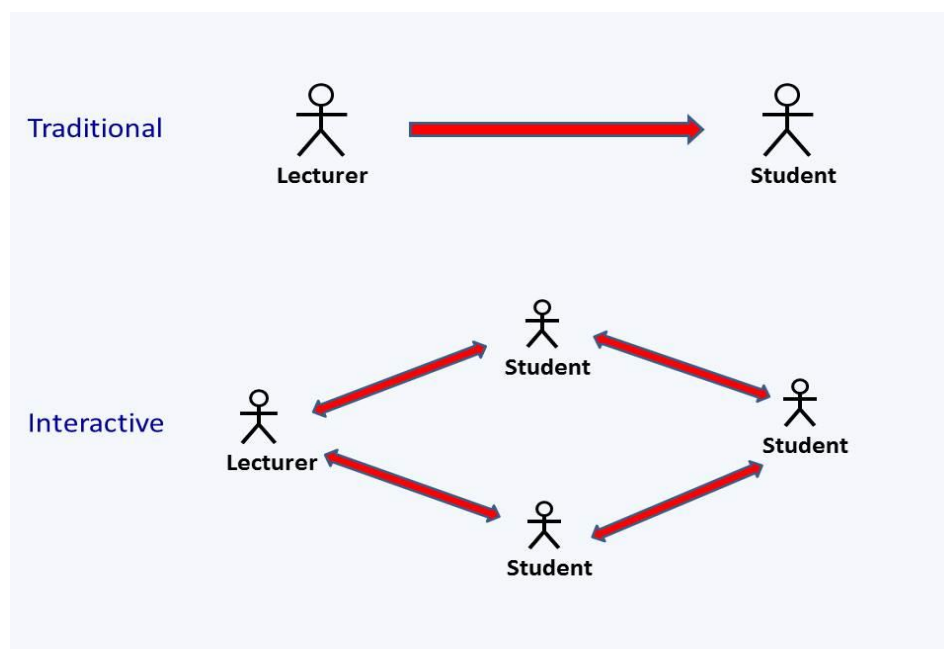 Traditional
Lecturer
Student
Student
Interactive
Lecturer
Student
Student